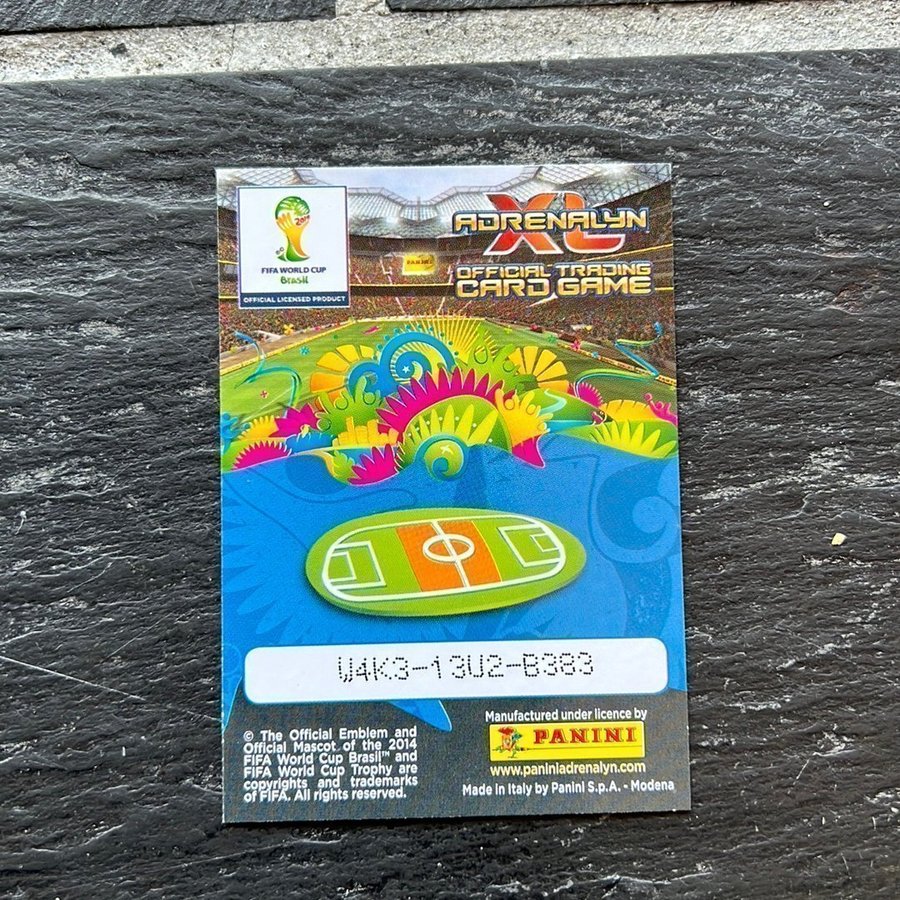 2014
FIFA WORLD CUP
Brasil
OFFICIAL LICENSED PRODUCT
ADRENALYN
XL
OFFICIAL TRADING
CARD GAME
PANINI
W4K3-13U2-B383
© The Official Emblem and
Official Mascot of the 2014
FIFA World Cup Brasil™ and
FIFA World Cup Trophy are
copyrights and trademarks
of FIFA. All rights reserved.
Manufactured under licence by
PANINI
www.paniniadrenalyn.com
Made in Italy by Panini S.p.A. - Modena